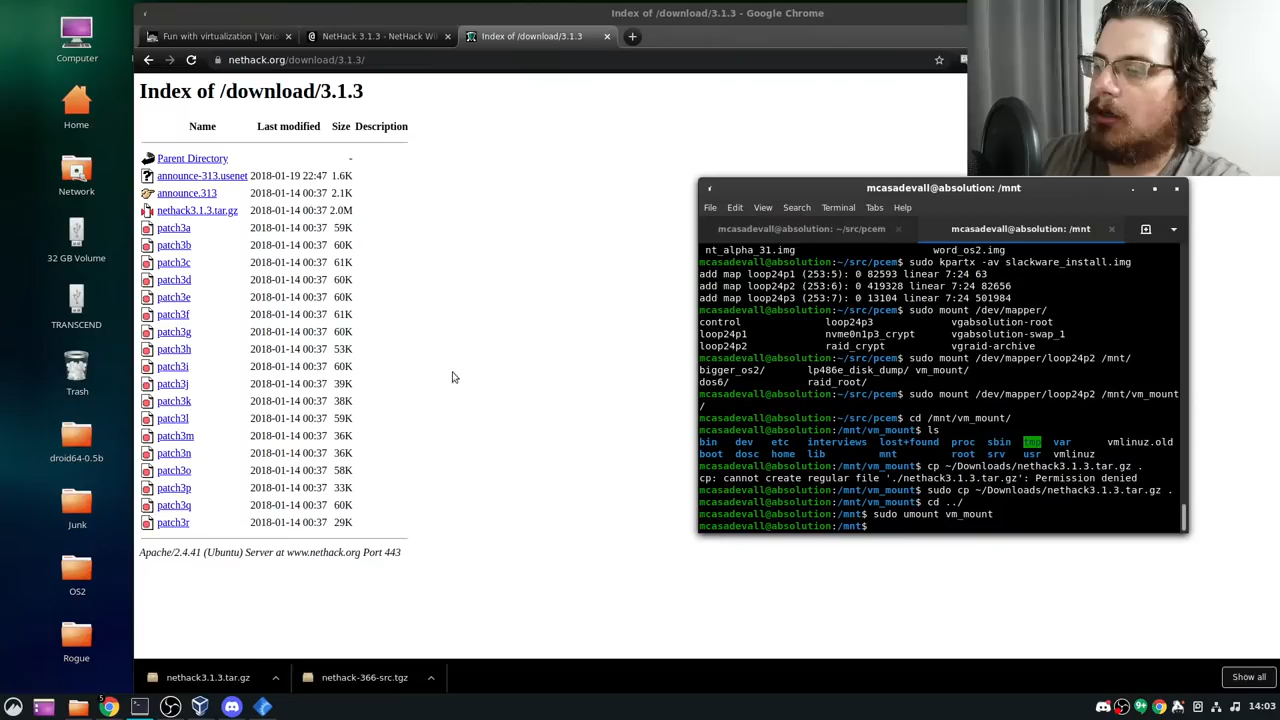 Computer
Home
Network
32 GB Volume
TRANSCEND
Trash
droid64-0.5b
Junk
OS2
Rogue
Index of /download/3.1.3 - Google Chrome
Fun with virtualization | Vario
NetHack 3.1.3 - NetHack Wi
Index of /download/3.1.3
nethack.org/download/3.1.3/
Index of /download/3.1.3
Name Last modified Size Description
Parent Directory -
announce-313.usenet 2018-01-19 22:47 1.6K
announce.313 2018-01-14 00:37 2.1K
nethack3.1.3.tar.gz 2018-01-14 00:37 2.0M
patch3a 2018-01-14 00:37 59K
patch3b 2018-01-14 00:37 60K
patch3c 2018-01-14 00:37 61K
patch3d 2018-01-14 00:37 60K
patch3e 2018-01-14 00:37 60K
patch3f 2018-01-14 00:37 61K
patch3g 2018-01-14 00:37 60K
patch3h 2018-01-14 00:37 53K
patch3i 2018-01-14 00:37 60K
patch3j 2018-01-14 00:37 39K
patch3k 2018-01-14 00:37 38K
patch3l 2018-01-14 00:37 59K
patch3m 2018-01-14 00:37 36K
patch3n 2018-01-14 00:37 36K
patch3o 2018-01-14 00:37 58K
patch3p 2018-01-14 00:37 33K
patch3q 2018-01-14 00:37 60K
patch3r 2018-01-14 00:37 29K
Apache/2.4.41 (Ubuntu) Server at www.nethack.org Port 443
mcasadevall@absolution: /mnt
File Edit View Search Terminal Tabs Help
mcasadevall@absolution: ~/src/pcem
mcasadevall@absolution: /mnt
nt_alpha_31.img word_os2.img
mcasadevall@absolution:~/src/pcem$ sudo kpartx -av slackware_install.img
add map loop24p1 (253:5): 0 82593 linear 7:24 63
add map loop24p2 (253:6): 0 419328 linear 7:24 82656
add map loop24p3 (253:7): 0 13104 linear 7:24 501984
mcasadevall@absolution:~/src/pcem$ sudo mount /dev/mapper/
control loop24p3 vgabsolution-root
loop24p1 nvme0n1p3_crypt vgabsolution-swap_1
loop24p2 raid_crypt vgraid-archive
mcasadevall@absolution:~/src/pcem$ sudo mount /dev/mapper/loop24p2 /mnt/
bigger_os2/ lp486e_disk_dump/ vm_mount/
dos6/ raid_root/
mcasadevall@absolution:~/src/pcem$ sudo mount /dev/mapper/loop24p2 /mnt/vm_mount
/
mcasadevall@absolution:~/src/pcem$ cd /mnt/vm_mount/
mcasadevall@absolution:/mnt/vm_mount$ ls
bin dev etc interviews lost+found proc sbin tmp var vmlinuz.old
boot dosc home lib mnt root srv usr vmlinuz
mcasadevall@absolution:/mnt/vm_mount$ cp ~/Downloads/nethack3.1.3.tar.gz .
cp: cannot create regular file './nethack3.1.3.tar.gz': Permission denied
mcasadevall@absolution:/mnt/vm_mount$ sudo cp ~/Downloads/nethack3.1.3.tar.gz .
mcasadevall@absolution:/mnt/vm_mount$ cd ../
mcasadevall@absolution:/mnt$ sudo umount vm_mount
mcasadevall@absolution:/mnt$
nethack3.1.3.tar.gz
nethack-366-src.tgz
Show all
5
9+
14:03